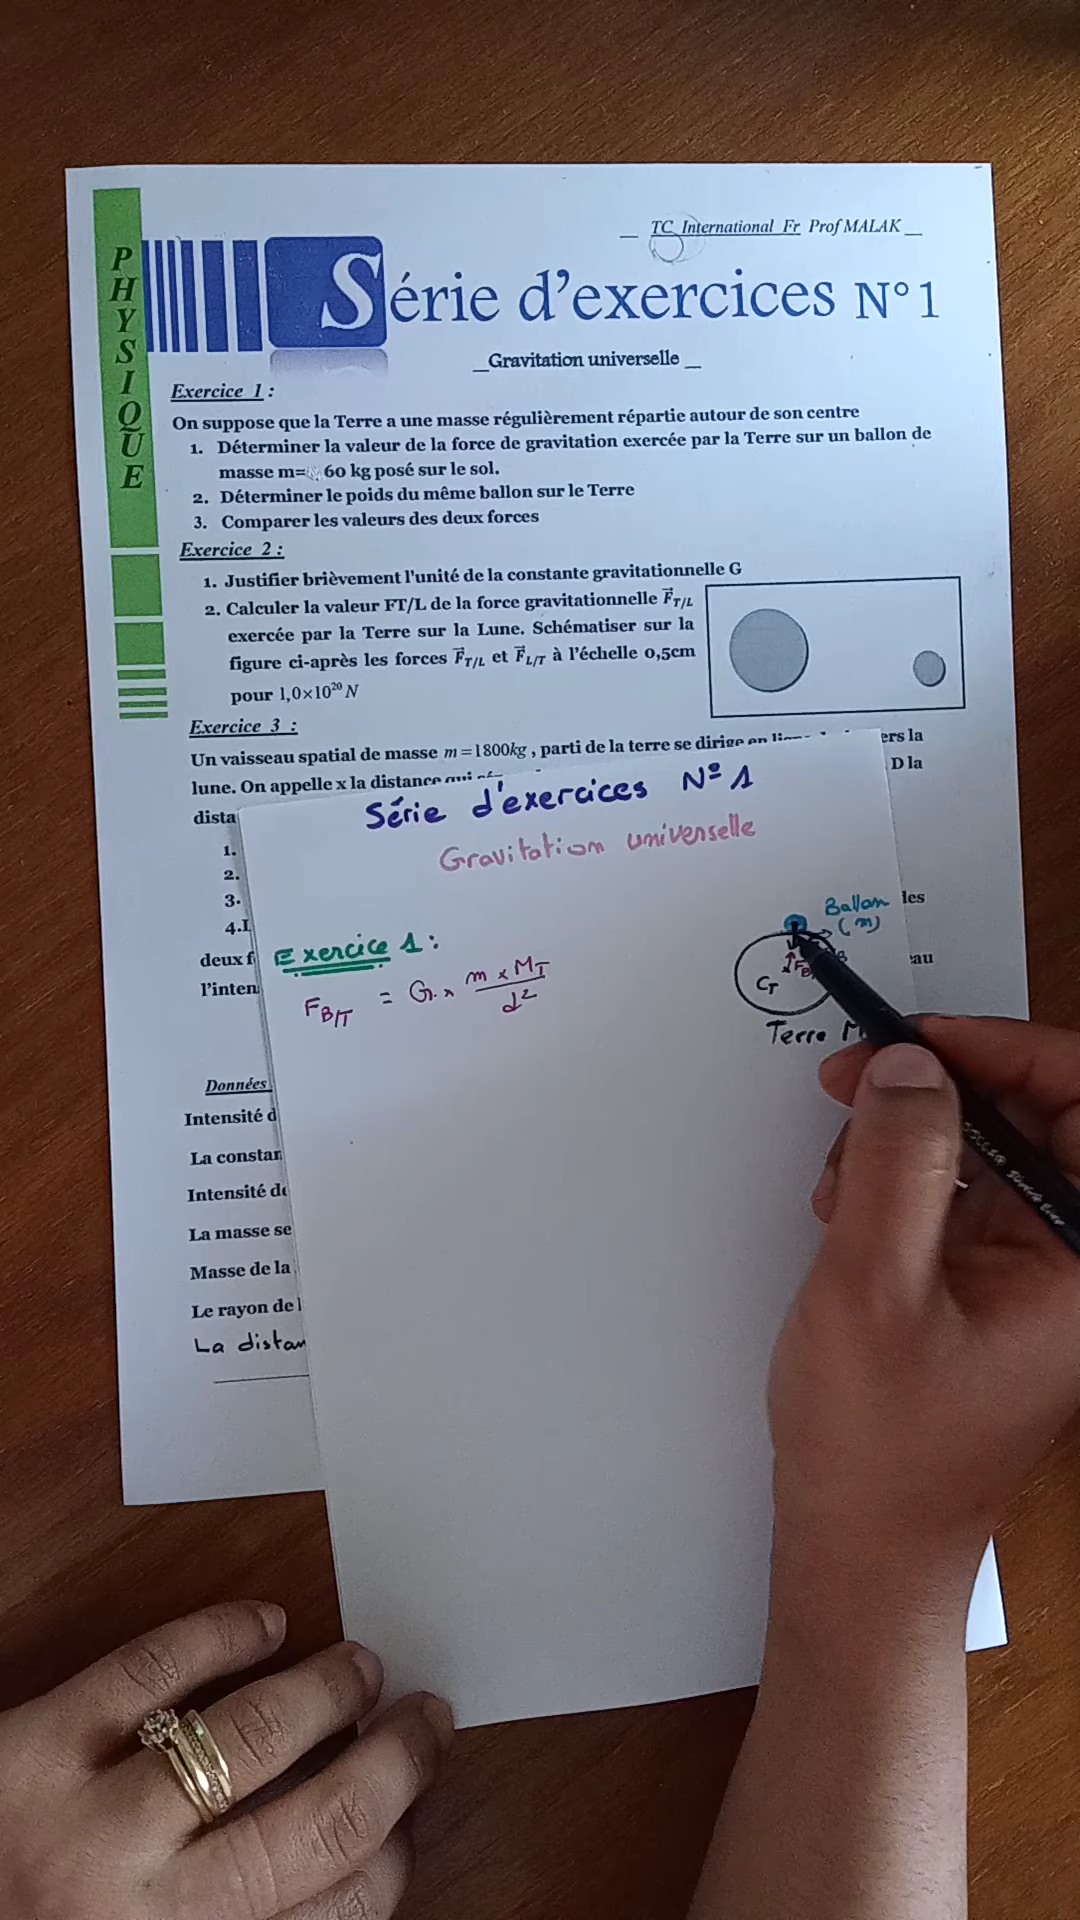 PHYSIQUE
TC International Fr Prof MALAK
Série d'exercices N°1
Gravitation universelle
Exercice 1 :
On suppose que la Terre a une masse régulièrement répartie autour de son centre
1. Déterminer la valeur de la force de gravitation exercée par la Terre sur un ballon de
masse m= 60 kg posé sur le sol.
2. Déterminer le poids du même ballon sur le Terre
3. Comparer les valeurs des deux forces
Exercice 2 :
1. Justifier brièvement l'unité de la constante gravitationnelle G
2. Calculer la valeur FT/L de la force gravitationnelle F⃗T/L
exercée par la Terre sur la Lune. Schématiser sur la
figure ci-après les forces F⃗T/L et F⃗L/T à l'échelle 0,5cm
pour 1,0×10²⁰ N
Exercice 3 :
Un vaisseau spatial de masse m=1800kg, parti de la terre se dirige en ers la
lune. On appelle x la distance qui D la
dista
1.
2.
3.
4.I les
deux f
l'inten eau
Données
Intensité d
La constan
Intensité de
La masse se
Masse de la
Le rayon de l
La distan
Série d'exercices N° 1
Gravitation universelle
Exercice 1 :
F B/T = G × m × MT / d²
Ballon
(m)
CT
Terre M